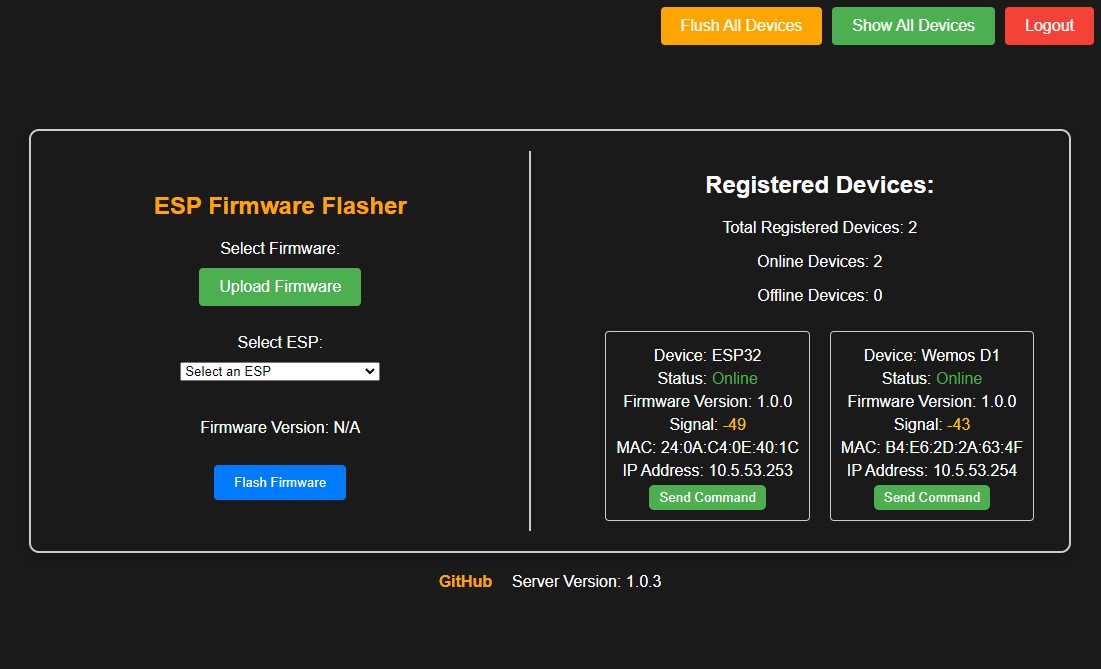 Flush All Devices Show All Devices Logout
ESP Firmware Flasher
Select Firmware:
Upload Firmware
Select ESP:
Select an ESP
Firmware Version: N/A
Flash Firmware
Registered Devices:
Total Registered Devices: 2
Online Devices: 2
Offline Devices: 0
Device: ESP32
Status: Online
Firmware Version: 1.0.0
Signal: -49
MAC: 24:0A:C4:0E:40:1C
IP Address: 10.5.53.253
Send Command
Device: Wemos D1
Status: Online
Firmware Version: 1.0.0
Signal: -43
MAC: B4:E6:2D:2A:63:4F
IP Address: 10.5.53.254
Send Command
GitHub Server Version: 1.0.3